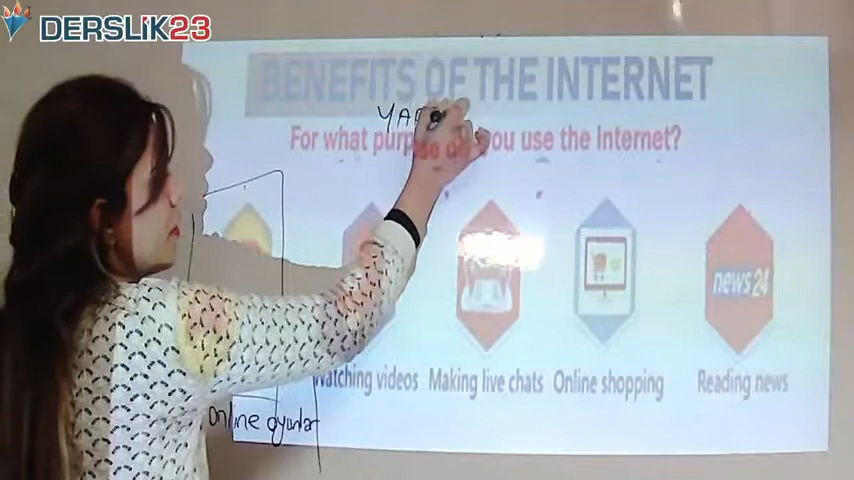 DERSLİK23
BENEFITS OF THE INTERNET
YAR
For what purpose do you use the Internet?
news24
Watching videos
Making live chats
Online shopping
Reading news
Online oyunlar